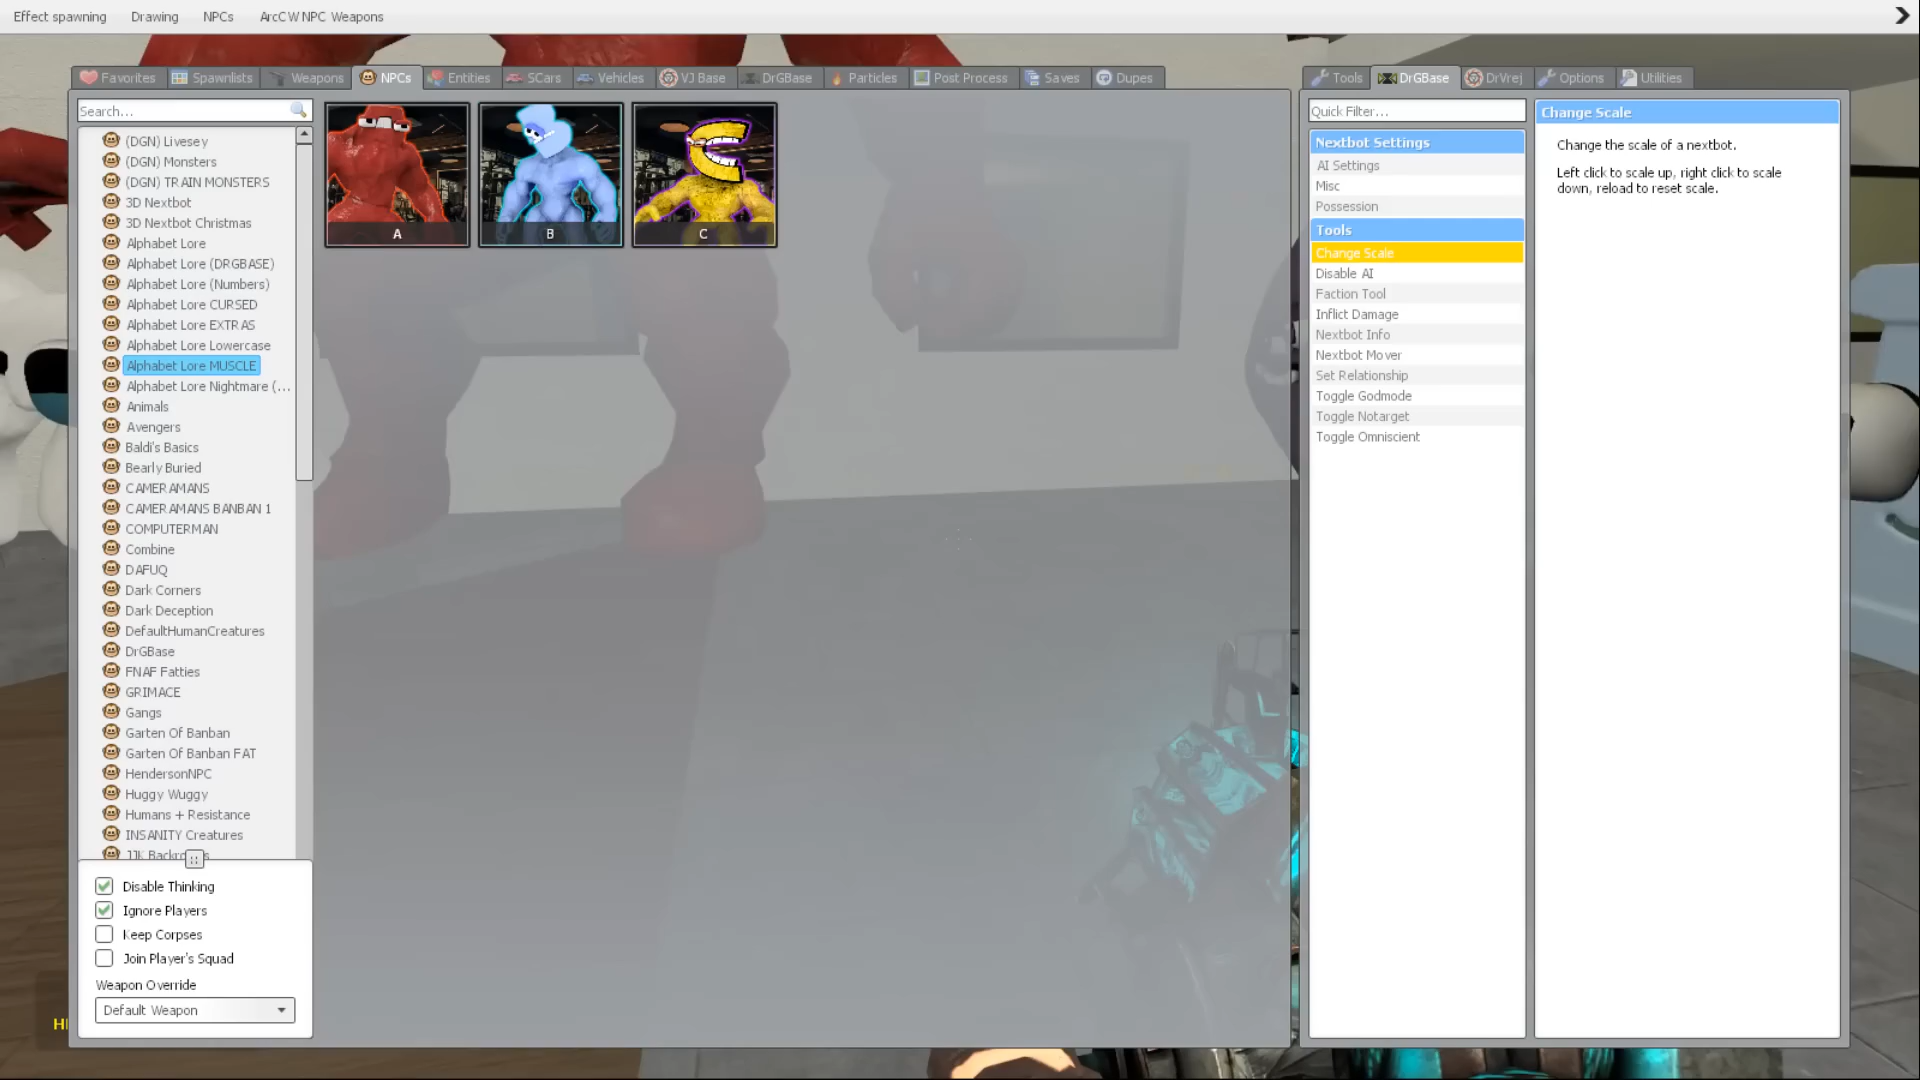 Effect spawning Drawing NPCs ArcCW NPC Weapons
Favorites Spawnlists Weapons NPCs Entities SCars Vehicles VJ Base DrGBase Particles Post Process Saves Dupes
Search...
(DGN) Livesey
(DGN) Monsters
(DGN) TRAIN MONSTERS
3D Nextbot
3D Nextbot Christmas
Alphabet Lore
Alphabet Lore (DRGBASE)
Alphabet Lore (Numbers)
Alphabet Lore CURSED
Alphabet Lore EXTRAS
Alphabet Lore Lowercase
Alphabet Lore MUSCLE
Alphabet Lore Nightmare (...
Animals
Avengers
Baldi's Basics
Bearly Buried
CAMERAMANS
CAMERAMANS BANBAN 1
COMPUTERMAN
Combine
DAFUQ
Dark Corners
Dark Deception
DefaultHumanCreatures
DrGBase
FNAF Fatties
GRIMACE
Gangs
Garten Of Banban
Garten Of Banban FAT
HendersonNPC
Huggy Wuggy
Humans + Resistance
INSANITY Creatures
Disable Thinking
Ignore Players
Keep Corpses
Join Player's Squad
Weapon Override
Default Weapon
A B C
Tools DrGBase DrVrej Options Utilities
Quick Filter...
Nextbot Settings
AI Settings
Misc
Possession
Tools
Change Scale
Disable AI
Faction Tool
Inflict Damage
Nextbot Info
Nextbot Mover
Set Relationship
Toggle Godmode
Toggle Notarget
Toggle Omniscient
Change Scale
Change the scale of a nextbot.
Left click to scale up, right click to scale
down, reload to reset scale.